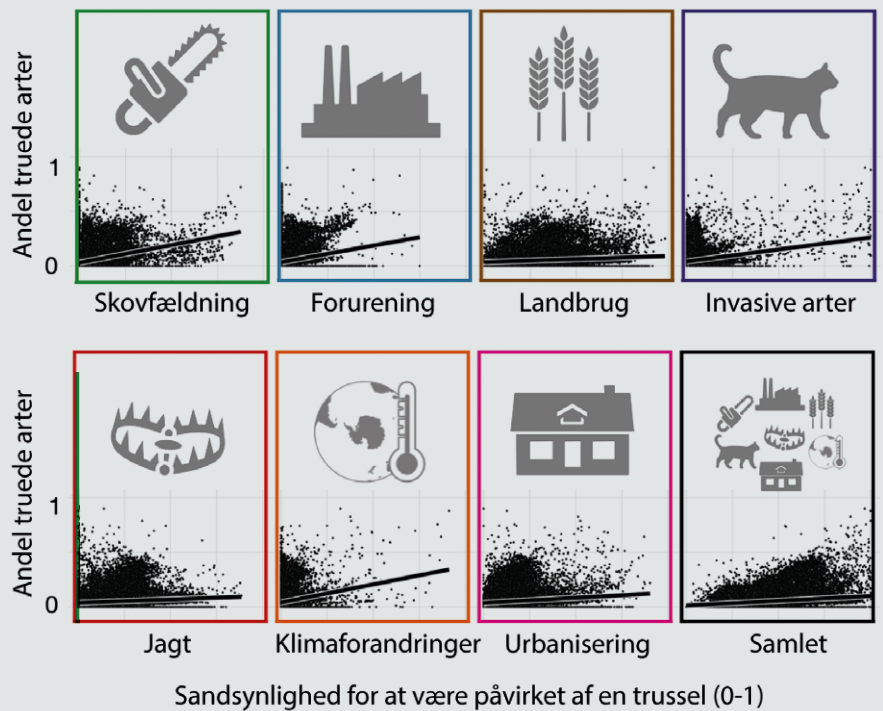 Andel truede arter
1
0
Skovfældning
Forurening
Landbrug
Invasive arter
Andel truede arter
1
0
Jagt
Klimaforandringer
Urbanisering
Samlet
Sandsynlighed for at være påvirket af en trussel (0-1)